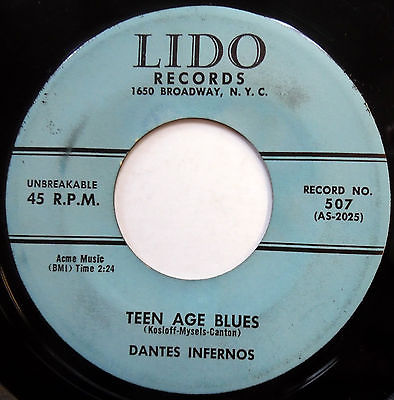 LIDO
RECORDS
1650 BROADWAY, N. Y. C.
UNBREAKABLE
45 R.P.M.
RECORD NO.
507
(AS-2025)
Acme Music
(BMI) Time 2:24
TEEN AGE BLUES
(Kosloff-Mysels-Canton)
DANTES INFERNOS